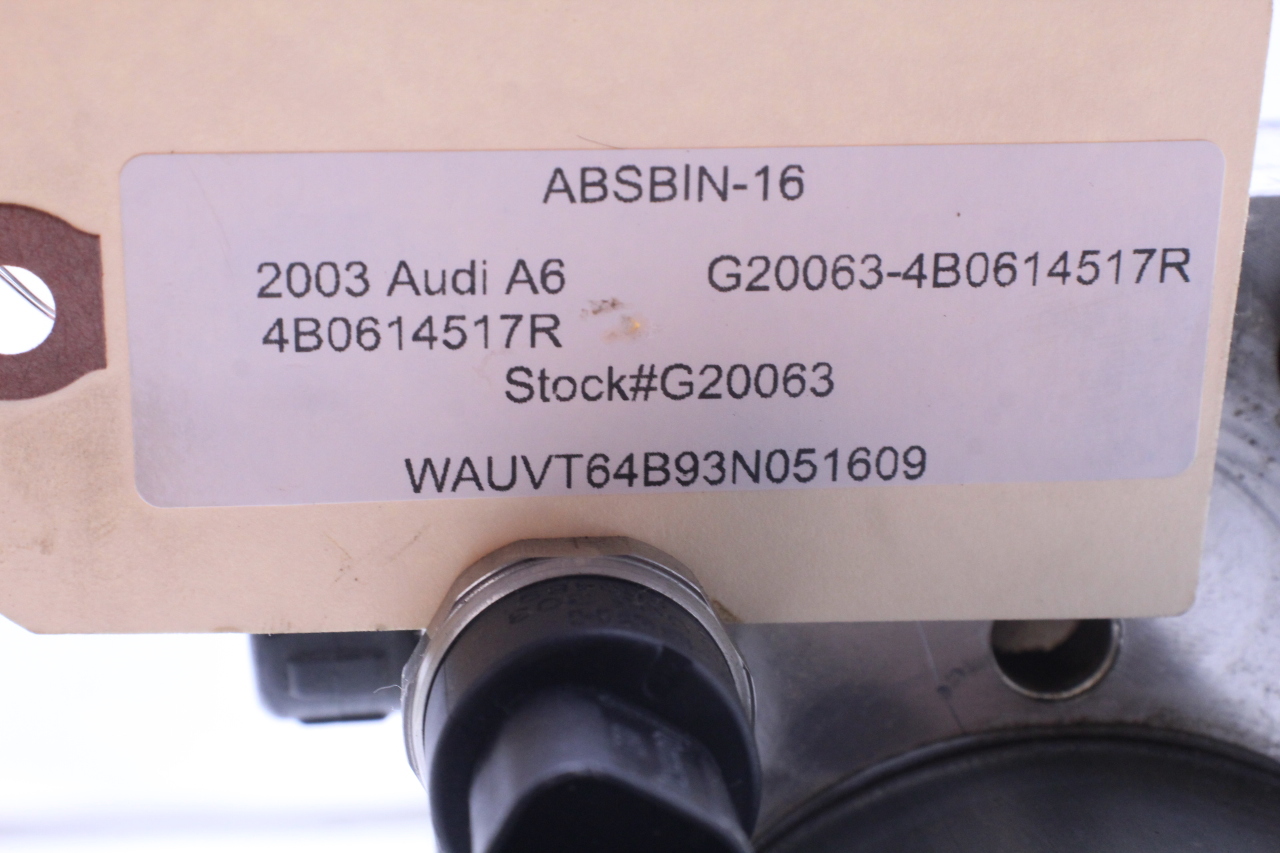 ABSBIN-16
2003 Audi A6 G20063-4B0614517R
4B0614517R
Stock#G20063
WAUVT64B93N051609